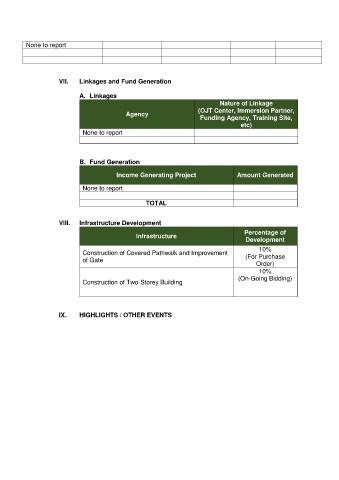 None to report
VII. Linkages and Fund Generation
A. Linkages
Agency
Nature of Linkage
(OJT Center, Immersion Partner,
Funding Agency, Training Site,
etc)
None to report
B. Fund Generation
Income Generating Project
Amount Generated
None to report
TOTAL
VIII. Infrastructure Development
Infrastructure
Percentage of
Development
Construction of Covered Pathwalk and Improvement
of Gate
10%
(For Purchase
Order)
Construction of Two-Storey Building
10%
(On-Going Bidding)
IX. HIGHLIGHTS / OTHER EVENTS